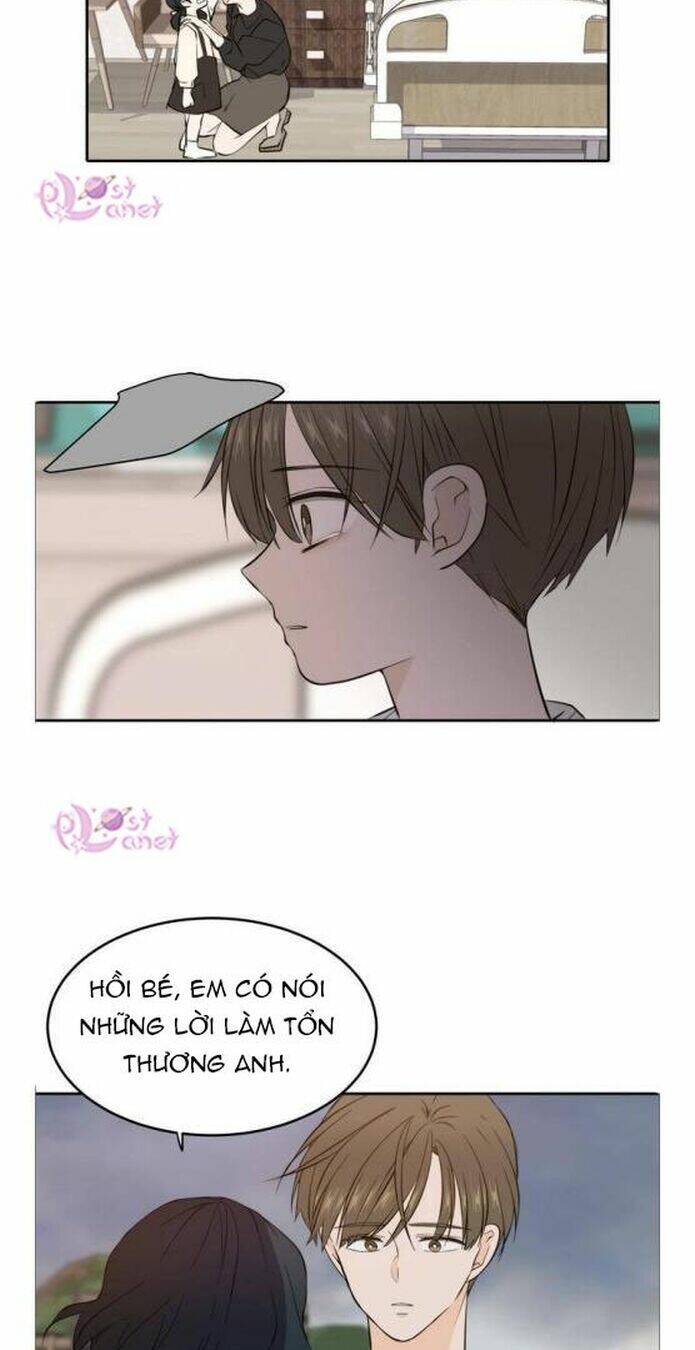 Lost
Planet
Lost
Planet
HỒI BÉ, EM CÓ NÓI
NHỮNG LỜI LÀM TỔN
THƯƠNG ANH.